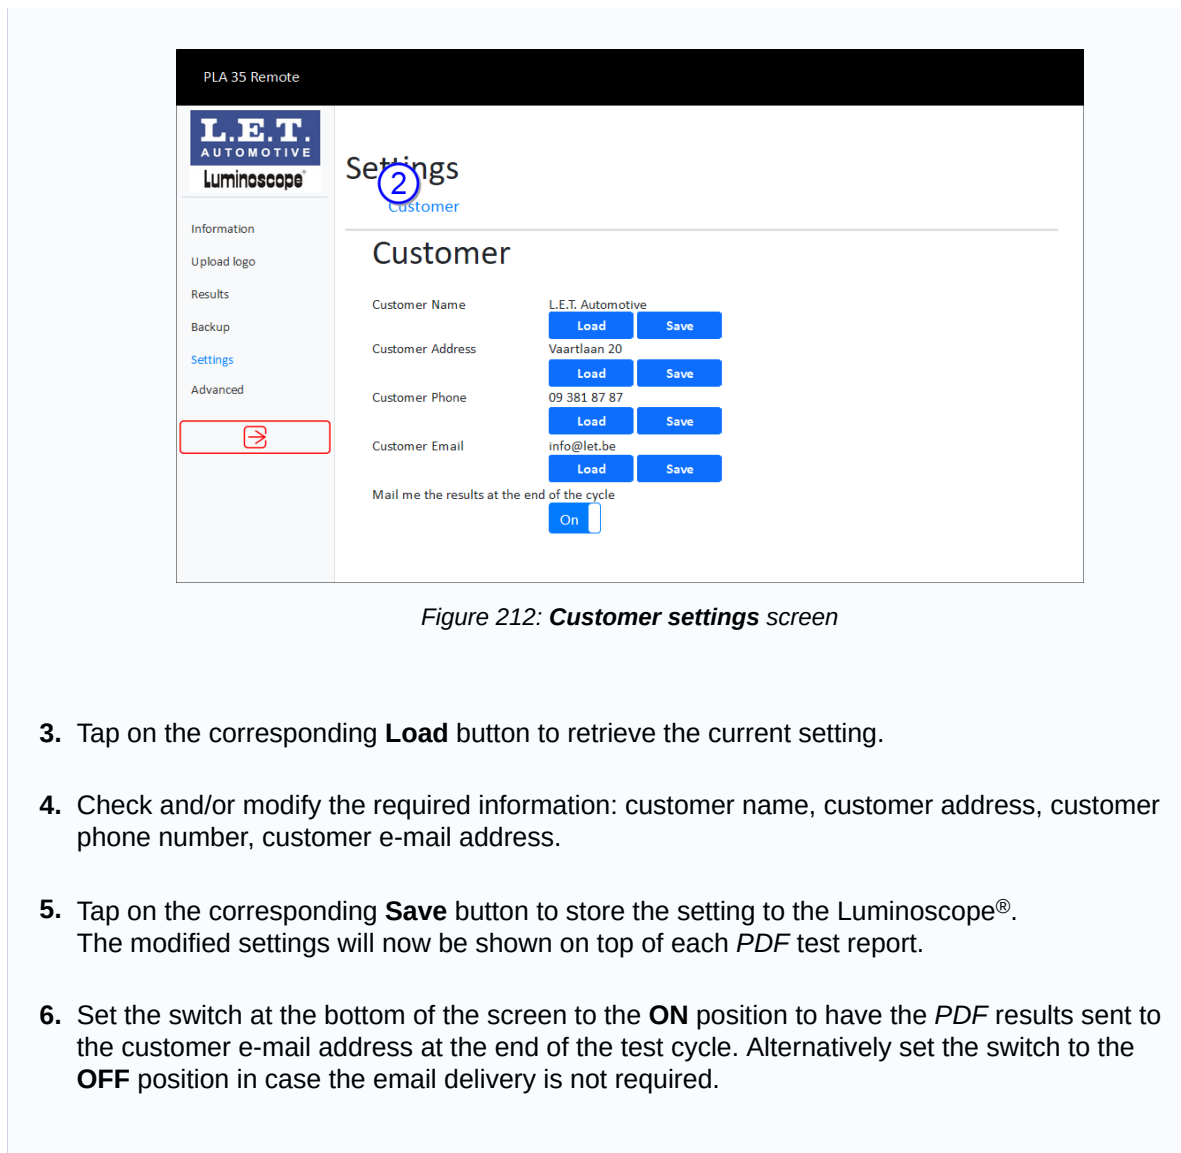 PLA 35 Remote
L.E.T.
AUTOMOTIVE
Luminoscope®
Settings
2
Customer
Information
Upload logo
Results
Backup
Settings
Advanced
Customer
Customer Name L.E.T. Automotive
Load Save
Customer Address Vaartlaan 20
Load Save
Customer Phone 09 381 87 87
Load Save
Customer Email info@let.be
Load Save
Mail me the results at the end of the cycle
On
Figure 212: Customer settings screen
3. Tap on the corresponding Load button to retrieve the current setting.
4. Check and/or modify the required information: customer name, customer address, customer
phone number, customer e-mail address.
5. Tap on the corresponding Save button to store the setting to the Luminoscope®.
The modified settings will now be shown on top of each PDF test report.
6. Set the switch at the bottom of the screen to the ON position to have the PDF results sent to
the customer e-mail address at the end of the test cycle. Alternatively set the switch to the
OFF position in case the email delivery is not required.